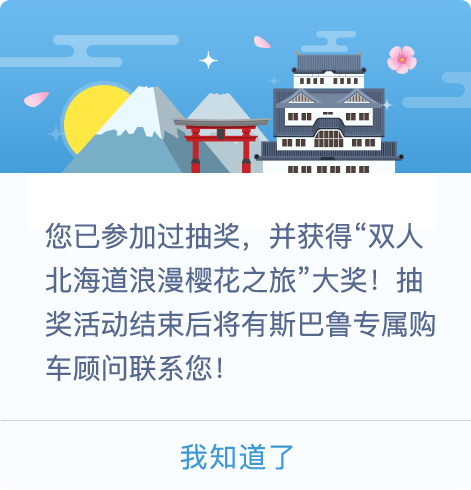 您已参加过抽奖，并获得“双人
北海道浪漫樱花之旅”大奖！抽
奖活动结束后将有斯巴鲁专属购
车顾问联系您！
我知道了